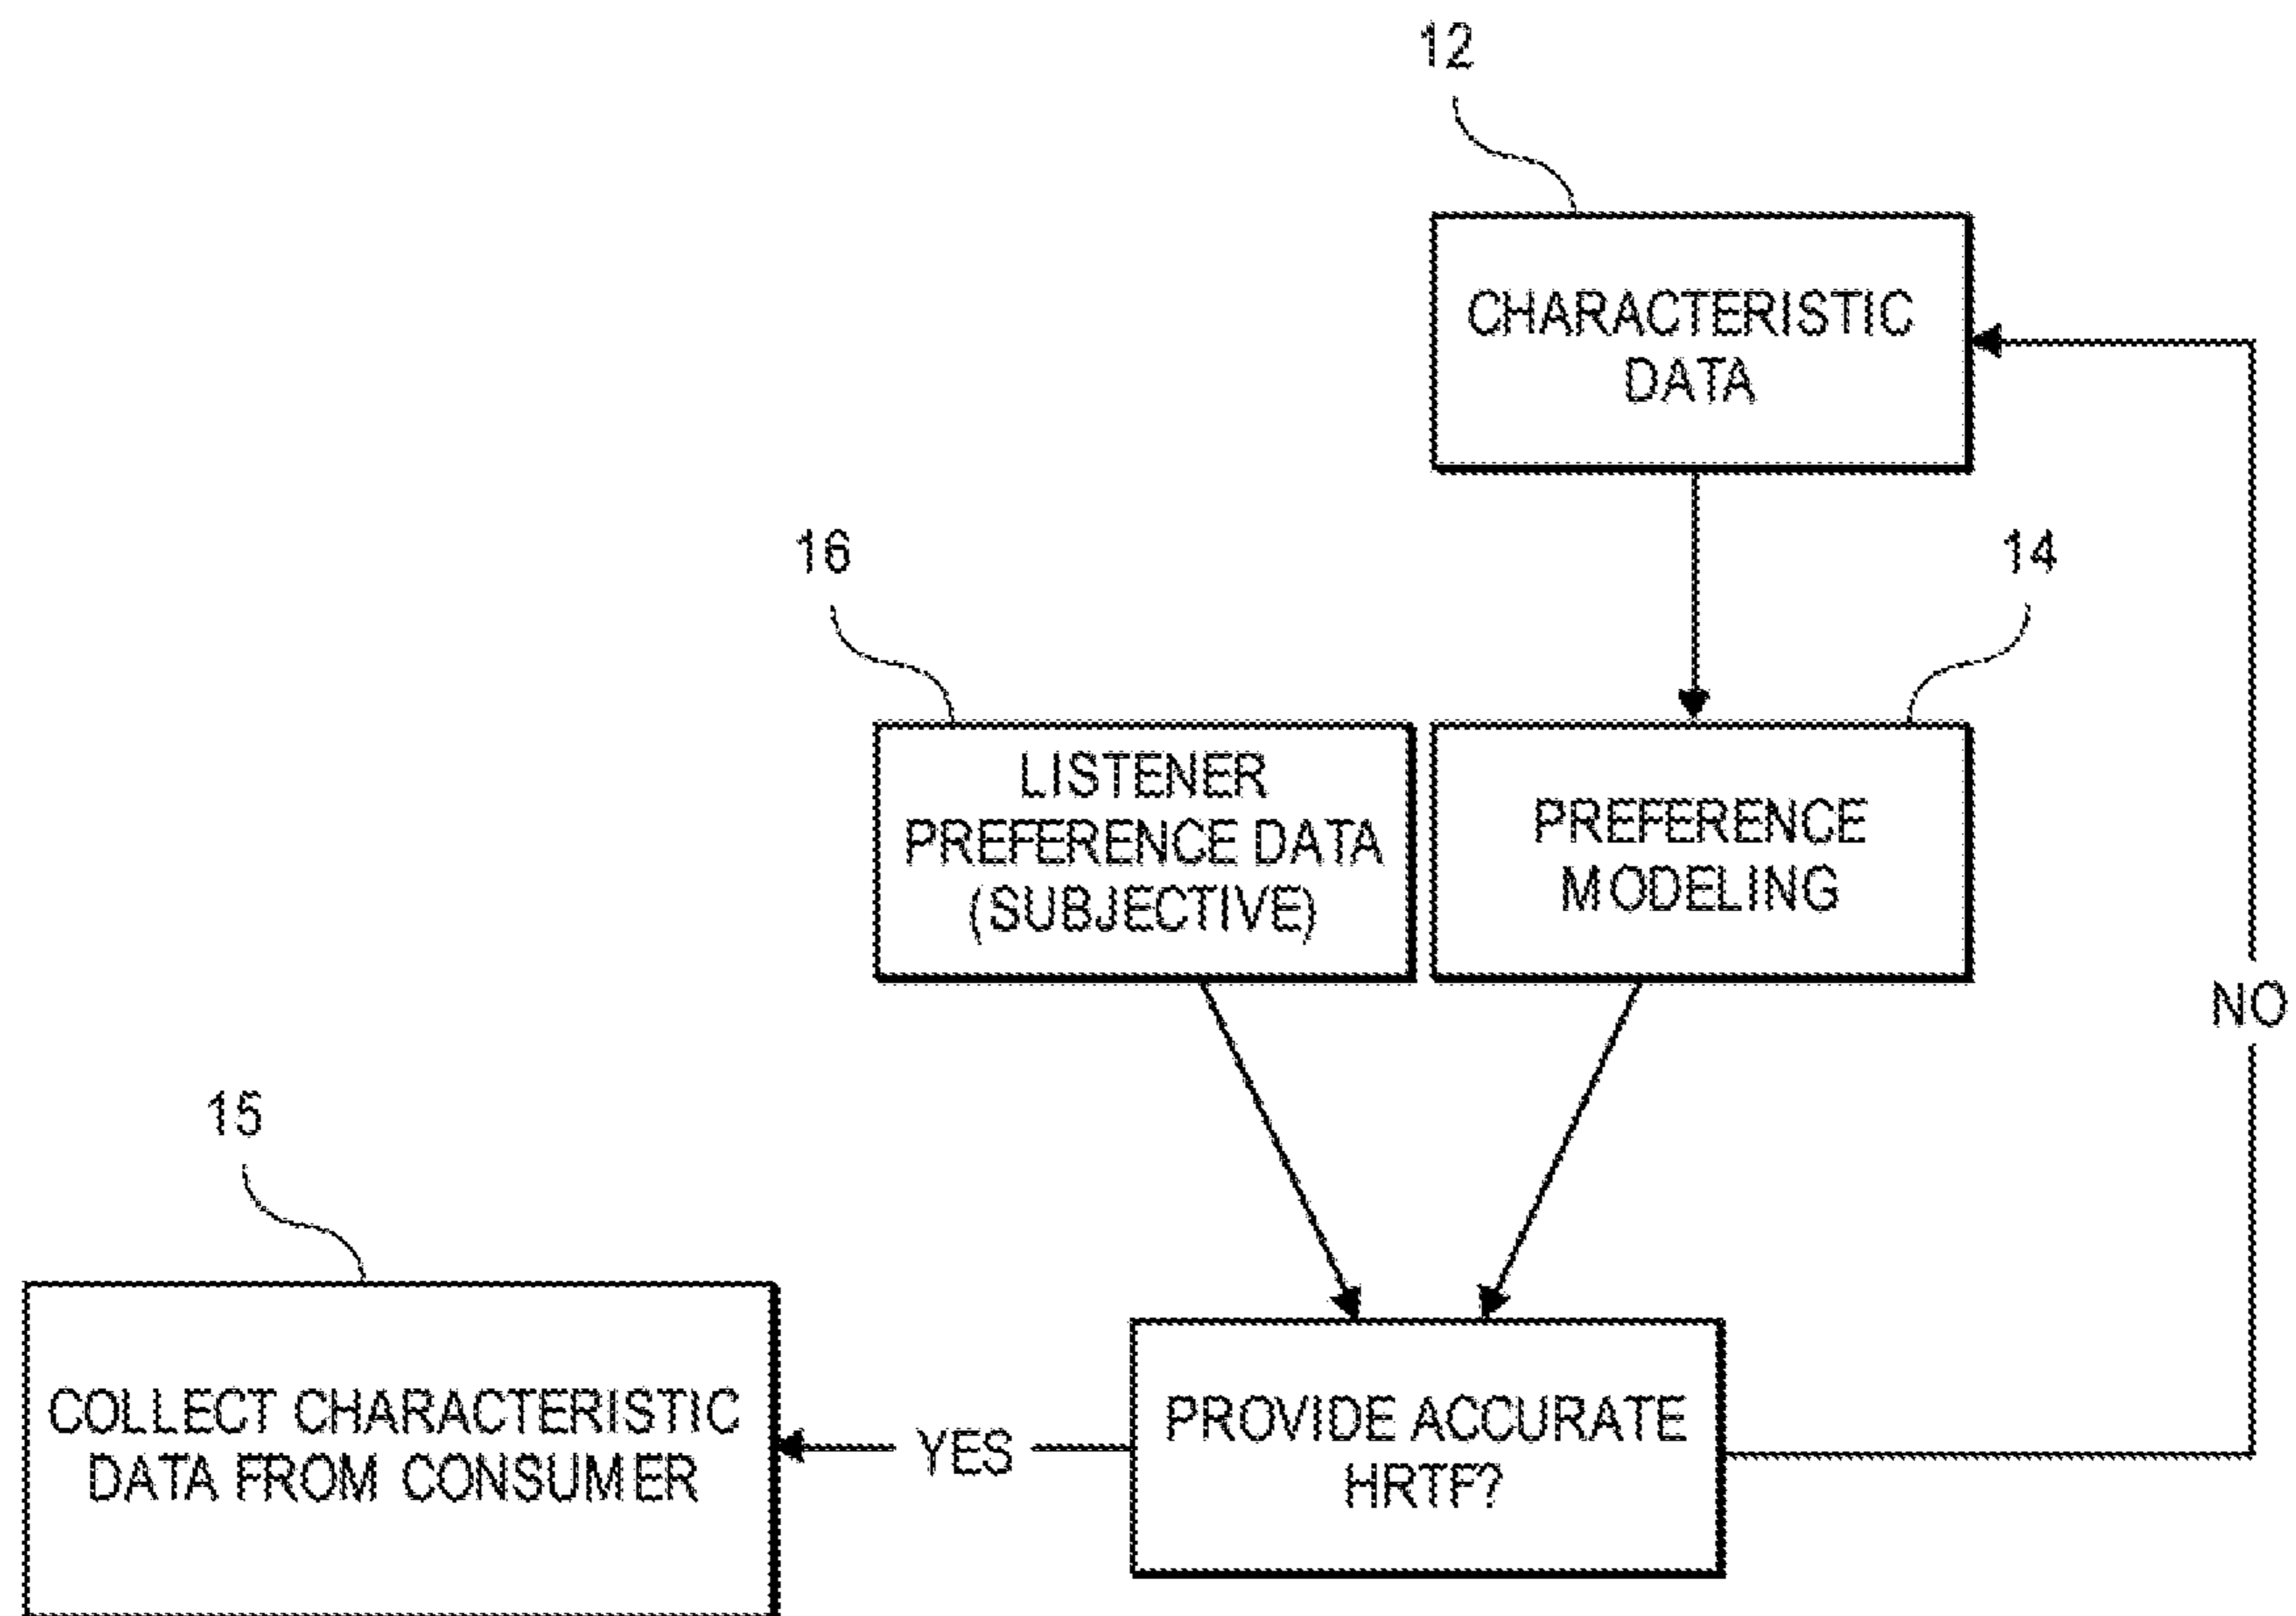 12
CHARACTERISTIC
DATA
16
14
LISTENER
PREFERENCE DATA
(SUBJECTIVE)
PREFERENCE
MODELING
NO
15
COLLECT CHARACTERISTIC
DATA FROM CONSUMER
YES
PROVIDE ACCURATE
HRTF?